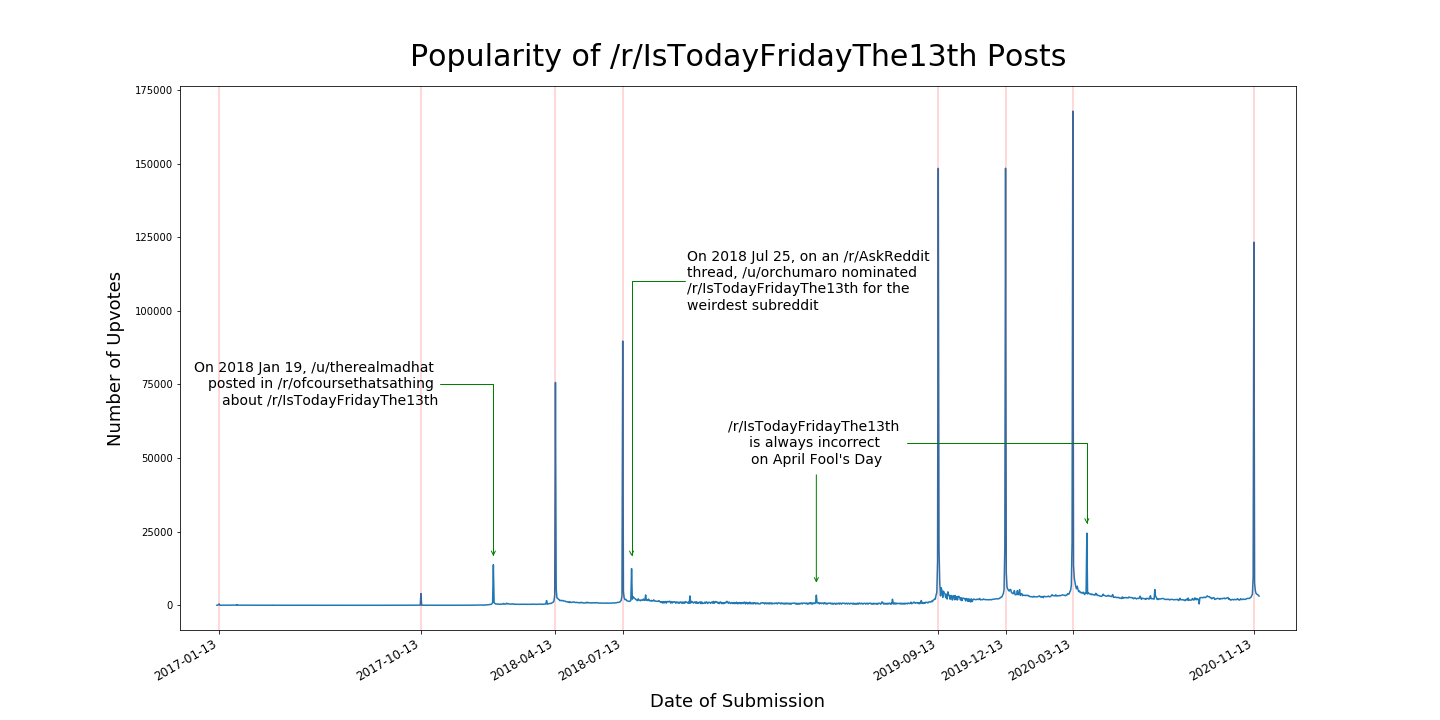 Popularity of /r/IsTodayFridayThe13th Posts
175000
150000
125000
100000
75000
50000
25000
0
Number of Upvotes
On 2018 Jan 19, /u/therealmadhat
posted in /r/ofcoursethatsathing
about /r/IsTodayFridayThe13th
On 2018 Jul 25, on an /r/AskReddit
thread, /u/orchumaro nominated
/r/IsTodayFridayThe13th for the
weirdest subreddit
/r/IsTodayFridayThe13th
is always incorrect
on April Fool's Day
2017-01-13
2017-10-13
2018-04-13
2018-07-13
2019-09-13
2019-12-13
2020-03-13
2020-11-13
Date of Submission